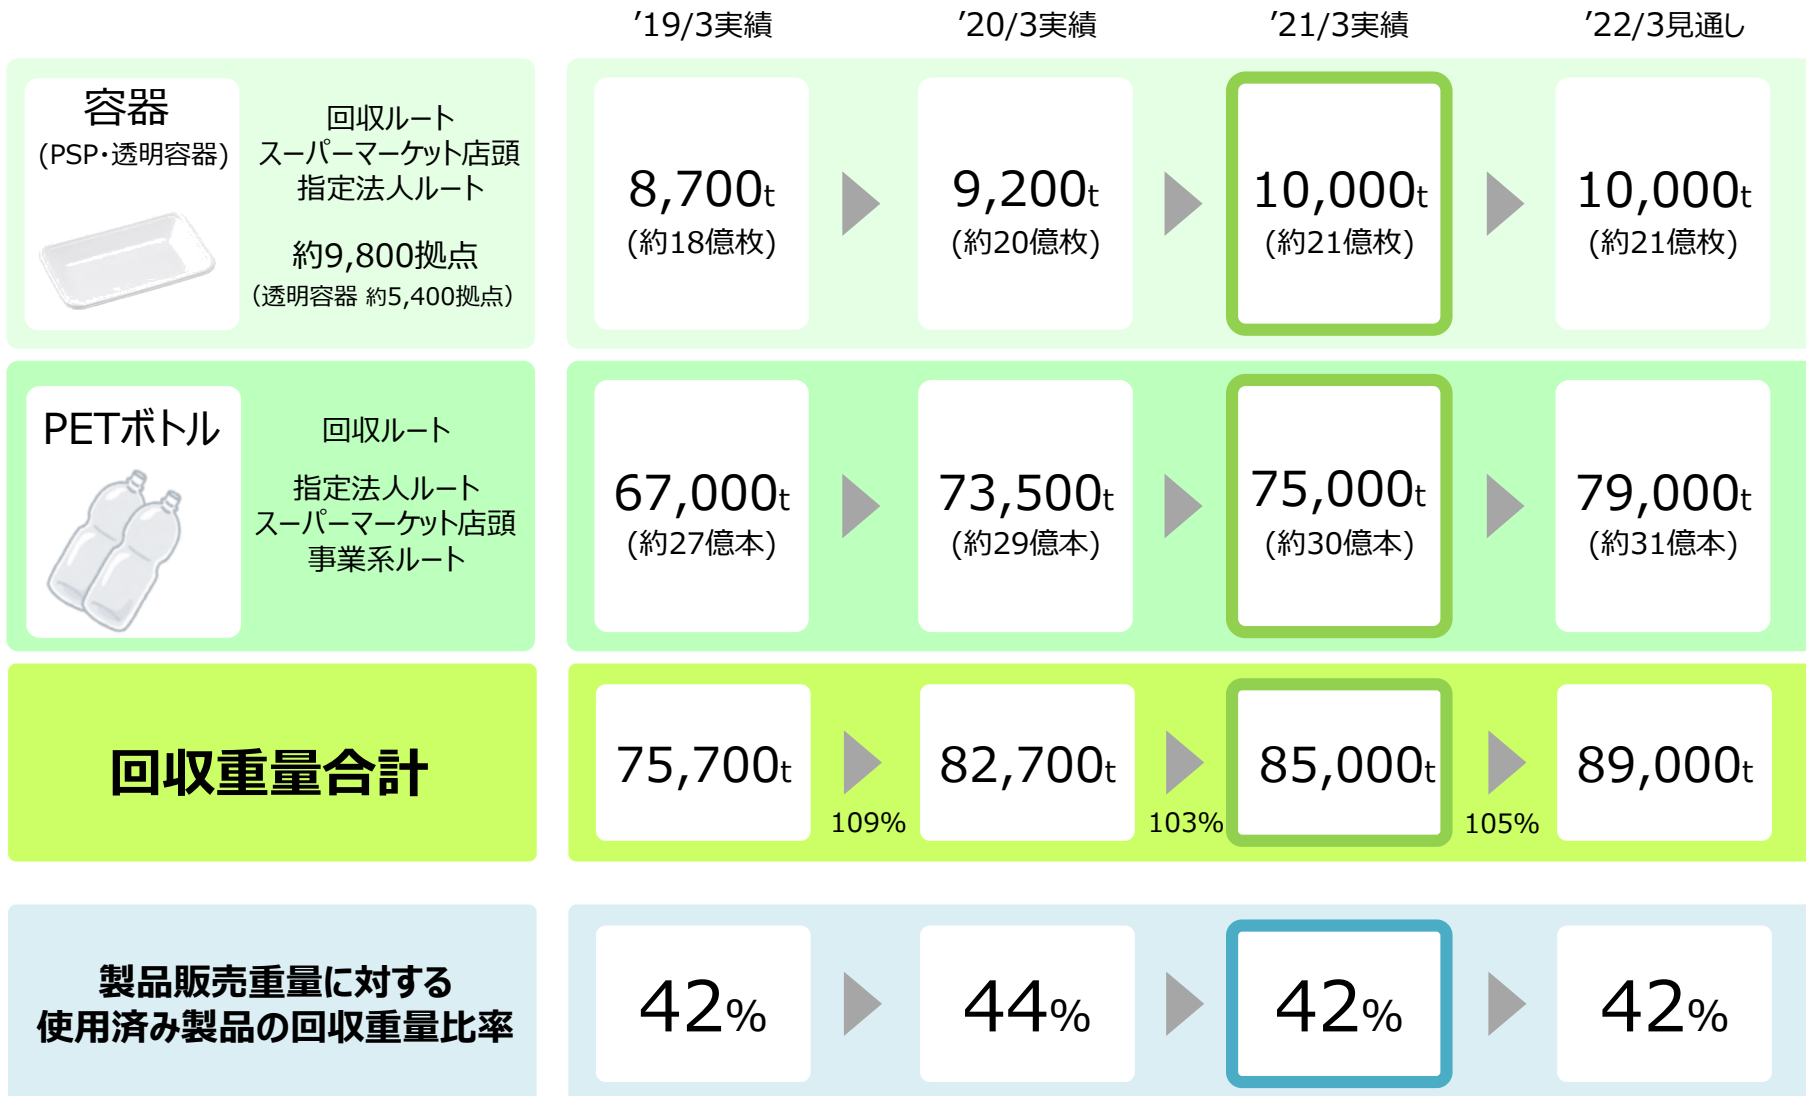 ’19/3実績
’20/3実績
’21/3実績
’22/3見通し
容器
(PSP・透明容器)
回収ルート
スーパーマーケット店頭
指定法人ルート
約9,800拠点
（透明容器 約5,400拠点）
8,700t
(約18億枚)
9,200t
(約20億枚)
10,000t
(約21億枚)
10,000t
(約21億枚)
PETボトル
回収ルート
指定法人ルート
スーパーマーケット店頭
事業系ルート
67,000t
(約27億本)
73,500t
(約29億本)
75,000t
(約30億本)
79,000t
(約31億本)
回収重量合計
75,700t
109%
82,700t
103%
85,000t
105%
89,000t
製品販売重量に対する
使用済み製品の回収重量比率
42%
44%
42%
42%